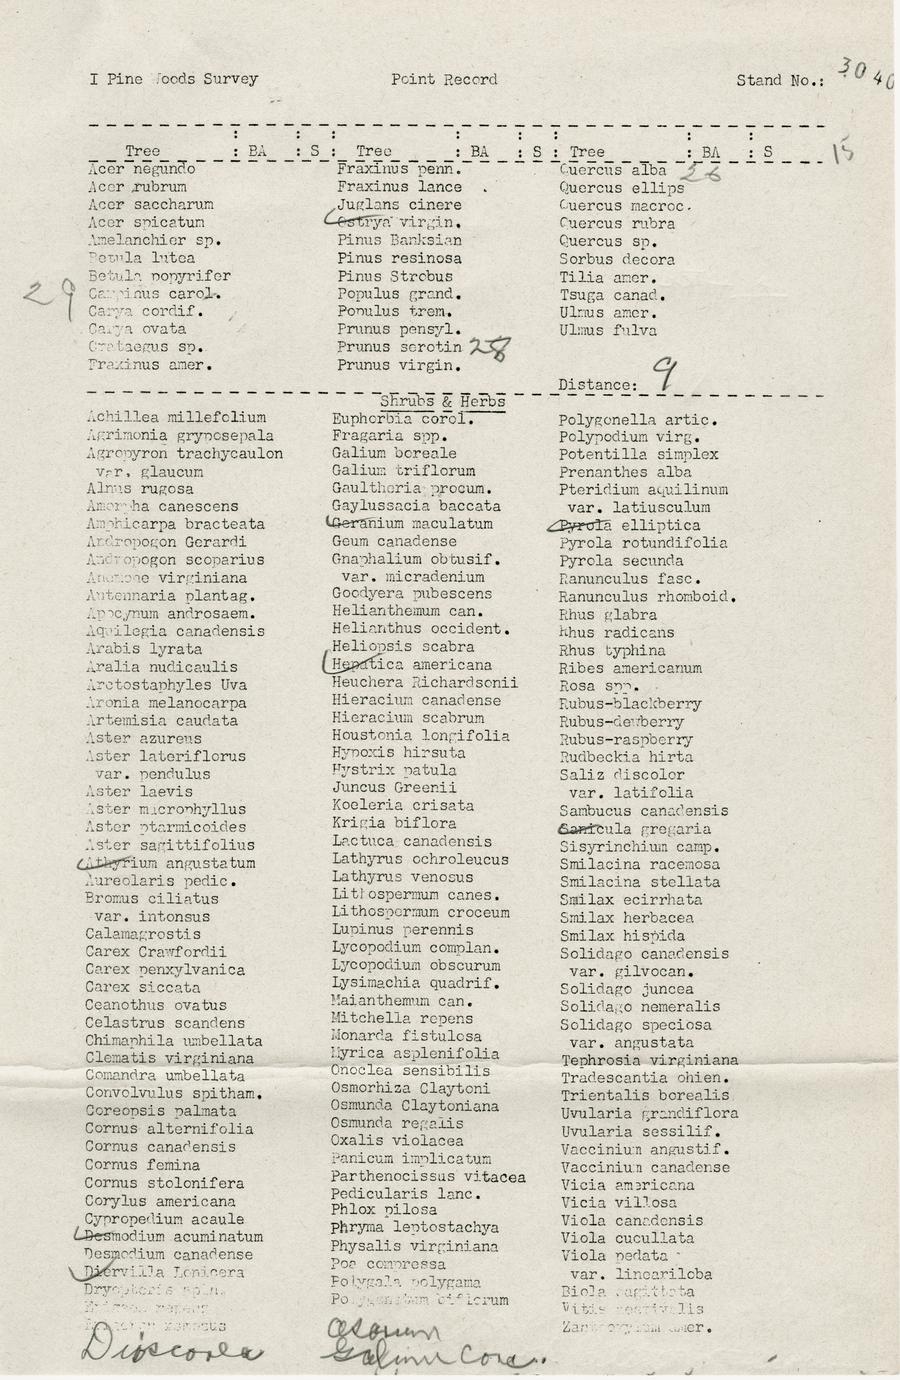 I Pine Woods Survey Point Record Stand No.: 3040
Tree : BA : S : Tree : BA : S : Tree : BA : S 15
Acer negundo Fraxinus penn. Quercus alba 26
Acer rubrum Fraxinus lance Quercus ellips
Acer saccharum Juglans cinere Quercus macroc.
Acer spicatum Ostrya virgin. Quercus rubra
Amelanchier sp. Pinus Banksian Quercus sp.
Betula lutea Pinus resinosa Sorbus decora
Betula popyrifer Pinus Strobus Tilia amer.
29 Carpinus carol. Populus grand. Tsuga canad.
Carya cordif. Populus trem. Ulmus amer.
Carya ovata Prunus pensyl. Ulmus fulva
Crataegus sp. Prunus serotin 28
Fraxinus amer. Prunus virgin.
Distance: 9
Shrubs & Herbs
Achillea millefolium Euphorbia corol. Polygonella artic.
Agrimonia gryposepala Fragaria spp. Polypodium virg.
Agropyron trachycaulon Galium boreale Potentilla simplex
var. glaucum Galium triflorum Prenanthes alba
Alnus rugosa Gaultheria procum. Pteridium aquilinum
Amorpha canescens Gaylussacia baccata var. latiusculum
Amphicarpa bracteata Geranium maculatum Pyrola elliptica
Andropogon Gerardi Geum canadense Pyrola rotundifolia
Andropogon scoparius Gnaphalium obtusif. Pyrola secunda
Anemone virginiana var. micradenium Ranunculus fasc.
Antennaria plantag. Goodyera pubescens Ranunculus rhomboid.
Apocynum androsaem. Helianthemum can. Rhus glabra
Aquilegia canadensis Helianthus occident. Rhus radicans
Arabis lyrata Heliopsis scabra Rhus typhina
Aralia nudicaulis Hepatica americana Ribes americanum
Arctostaphyles Uva Heuchera Richardsonii Rosa spp.
Aronia melanocarpa Hieracium canadense Rubus-blackberry
Artemisia caudata Hieracium scabrum Rubus-dewberry
Aster azureus Houstonia longifolia Rubus-raspberry
Aster lateriflorus Hypoxis hirsuta Rudbeckia hirta
var. pendulus Hystrix patula Saliz discolor
Aster laevis Juncus Greenii var. latifolia
Aster macrophyllus Koeleria crisata Sambucus canadensis
Aster ptarmicoides Krigia biflora Sanicula gregaria
Aster sagittifolius Lactuca canadensis Sisyrinchium camp.
Athyrium angustatum Lathyrus ochroleucus Smilacina racemosa
Aureolaris pedic. Lathyrus venosus Smilacina stellata
Bromus ciliatus Lithospermum canes. Smilax ecirrhata
var. intonsus Lithospermum croceum Smilax herbacea
Calamagrostis Lupinus perennis Smilax hispida
Carex Crawfordii Lycopodium complan. Solidago canadensis
Carex penxylvanica Lycopodium obscurum var. gilvocan.
Carex siccata Lysimachia quadrif. Solidago juncea
Ceanothus ovatus Maianthemum can. Solidago nemeralis
Celastrus scandens Mitchella repens Solidago speciosa
Chimaphila umbellata Monarda fistulosa var. angustata
Clematis virginiana Myrica asplenifolia Tephrosia virginiana
Comandra umbellata Onoclea sensibilis Tradescantia ohien.
Convolvulus spitham. Osmorhiza Claytoni Trientalis borealis
Coreopsis palmata Osmunda Claytoniana Uvularia grandiflora
Cornus alternifolia Osmunda regalis Uvularia sessilif.
Cornus canadensis Oxalis violacea Vaccinium angustif.
Cornus femina Panicum implicatum Vaccinium canadense
Cornus stolonifera Parthenocissus vitacea Vicia americana
Corylus americana Pedicularis lanc. Vicia villosa
Cypropedium acaule Phlox pilosa Viola canadensis
Desmodium acuminatum Phryma leptostachya Viola cucullata
Desmodium canadense Physalis virginiana Viola pedata
Diervilla Lonicera Poa compressa var. lineariloba
Dryopteris spin. Polygala polygama Biola sagittata
Polygonatum biflorum Vitis aestivalis
amer.
Dioscorea Asarum
Galium Conc.